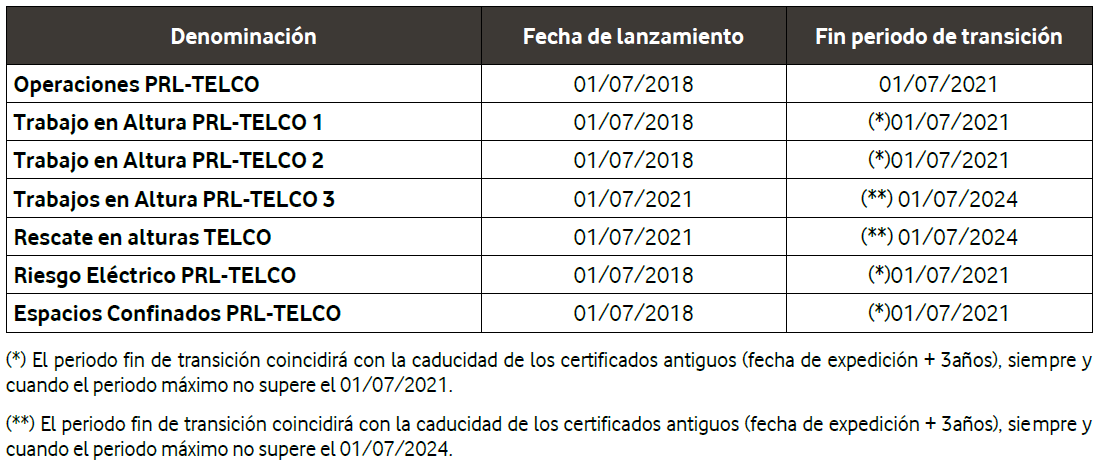 Denominación Fecha de lanzamiento Fin periodo de transición
Operaciones PRL-TELCO 01/07/2018 01/07/2021
Trabajo en Altura PRL-TELCO 1 01/07/2018 (*)01/07/2021
Trabajo en Altura PRL-TELCO 2 01/07/2018 (*)01/07/2021
Trabajos en Altura PRL-TELCO 3 01/07/2021 (**) 01/07/2024
Rescate en alturas TELCO 01/07/2021 (**) 01/07/2024
Riesgo Eléctrico PRL-TELCO 01/07/2018 (*)01/07/2021
Espacios Confinados PRL-TELCO 01/07/2018 (*)01/07/2021
(*) El periodo fin de transición coincidirá con la caducidad de los certificados antiguos (fecha de expedición + 3años), siempre y
cuando el periodo máximo no supere el 01/07/2021.
(**) El periodo fin de transición coincidirá con la caducidad de los certificados antiguos (fecha de expedición + 3años), siempre y
cuando el periodo máximo no supere el 01/07/2024.